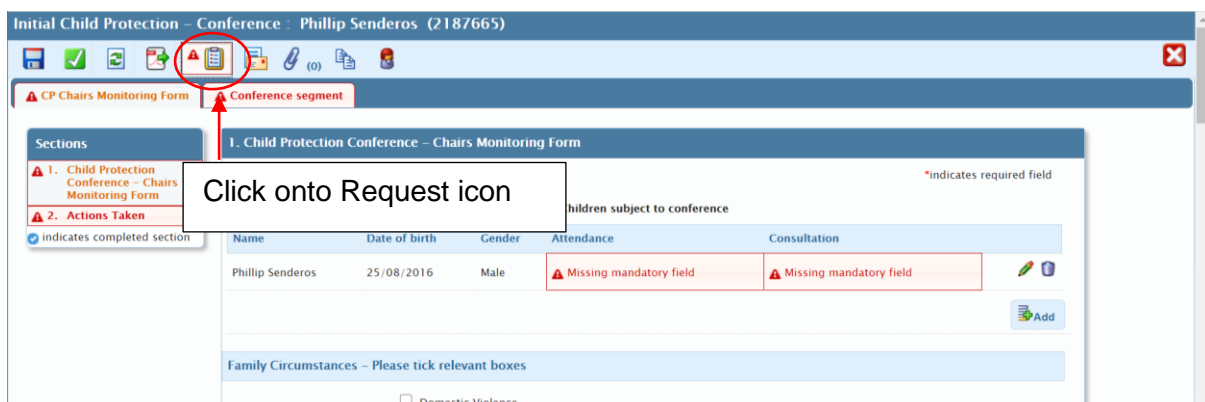 Initial Child Protection – Conference : Phillip Senderos (2187665)
(0)
CP Chairs Monitoring Form
Conference segment
Sections
1. Child Protection
Conference – Chairs
Monitoring Form
2. Actions Taken
indicates completed section
1. Child Protection Conference – Chairs Monitoring Form
*indicates required field
Click onto Request icon
Children subject to conference
Name Date of birth Gender Attendance Consultation
Phillip Senderos 25/08/2016 Male Missing mandatory field Missing mandatory field
Add
Family Circumstances – Please tick relevant boxes
Domestic Violence